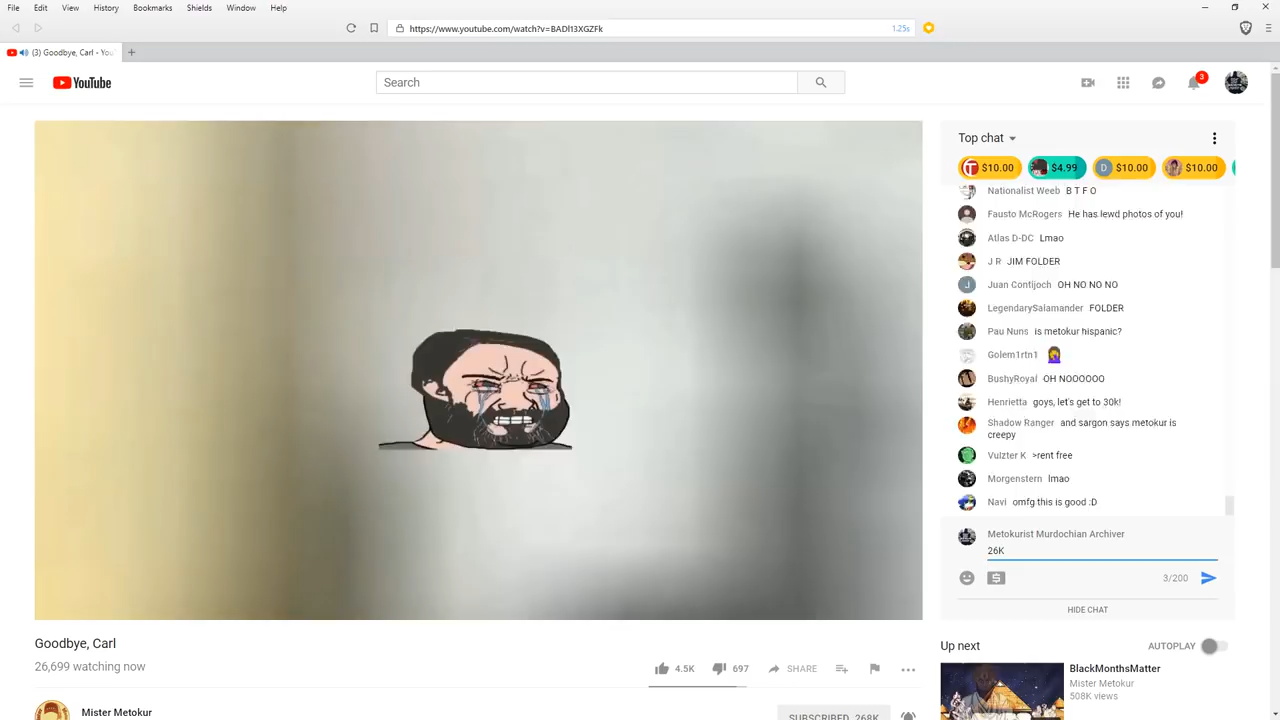 File Edit View History Bookmarks Shields Window Help
https://www.youtube.com/watch?v=BADl13XGZFk 1.25s
(3) Goodbye, Carl - You
YouTube Search 3
Top chat
$10.00 $4.99 D $10.00 $10.00
Nationalist Weeb B T F O
Fausto McRogers He has lewd photos of you!
Atlas D-DC Lmao
J R JIM FOLDER
J Juan Contijoch OH NO NO NO
LegendarySalamander FOLDER
Pau Nuns is metokur hispanic?
Golem1rtn1
BushyRoyal OH NOOOOOO
Henrietta goys, let's get to 30k!
Shadow Ranger and sargon says metokur is
creepy
Vulzter K >rent free
Morgenstern lmao
Navi omfg this is good :D
Metokurist Murdochian Archiver
26K
3/200
HIDE CHAT
Goodbye, Carl
26,699 watching now
4.5K 697 SHARE
Mister Metokur
SUBSCRIBED 268K
Up next AUTOPLAY
BlackMonthsMatter
Mister Metokur
508K views